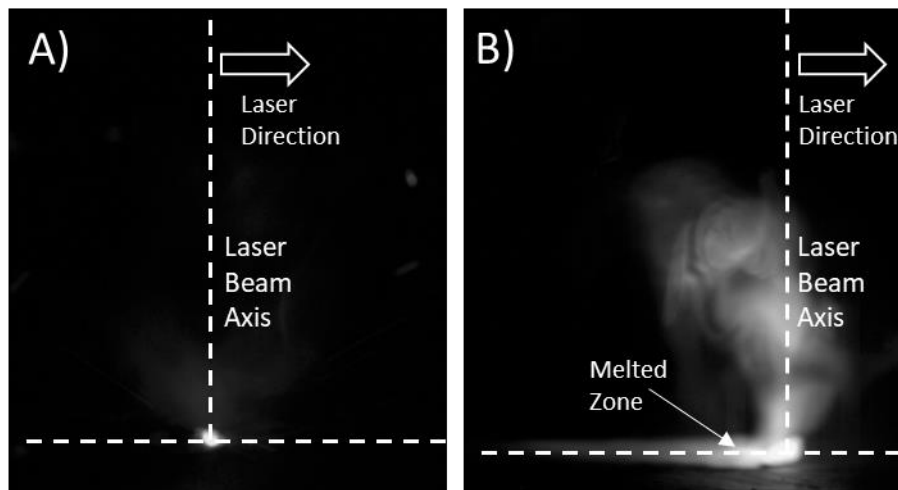 A)
Laser
Direction
Laser
Beam
Axis
B)
Laser
Direction
Laser
Beam
Axis
Melted
Zone